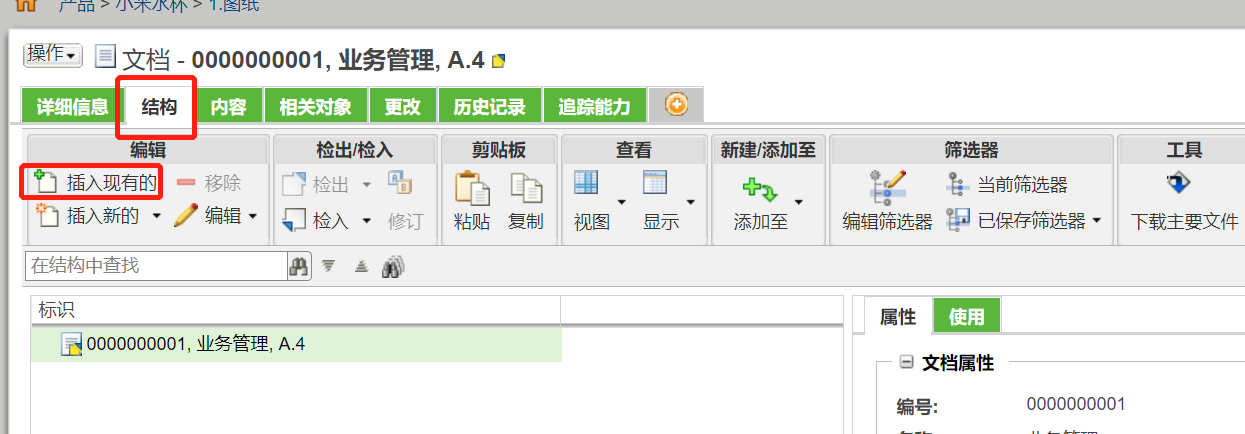 产品 > 小米水杯 > 1.图纸
操作 文档 - 0000000001, 业务管理, A.4
详细信息 结构 内容 相关对象 更改 历史记录 追踪能力
编辑 检出/检入 剪贴板 查看 新建/添加至 筛选器 工具
插入现有的 移除 检出 当前筛选器
插入新的 编辑 检入 修订 粘贴 复制 视图 显示 添加至 编辑筛选器 已保存筛选器 下载主要文件
在结构中查找
标识
属性 使用
0000000001, 业务管理, A.4
文档属性
编号: 0000000001